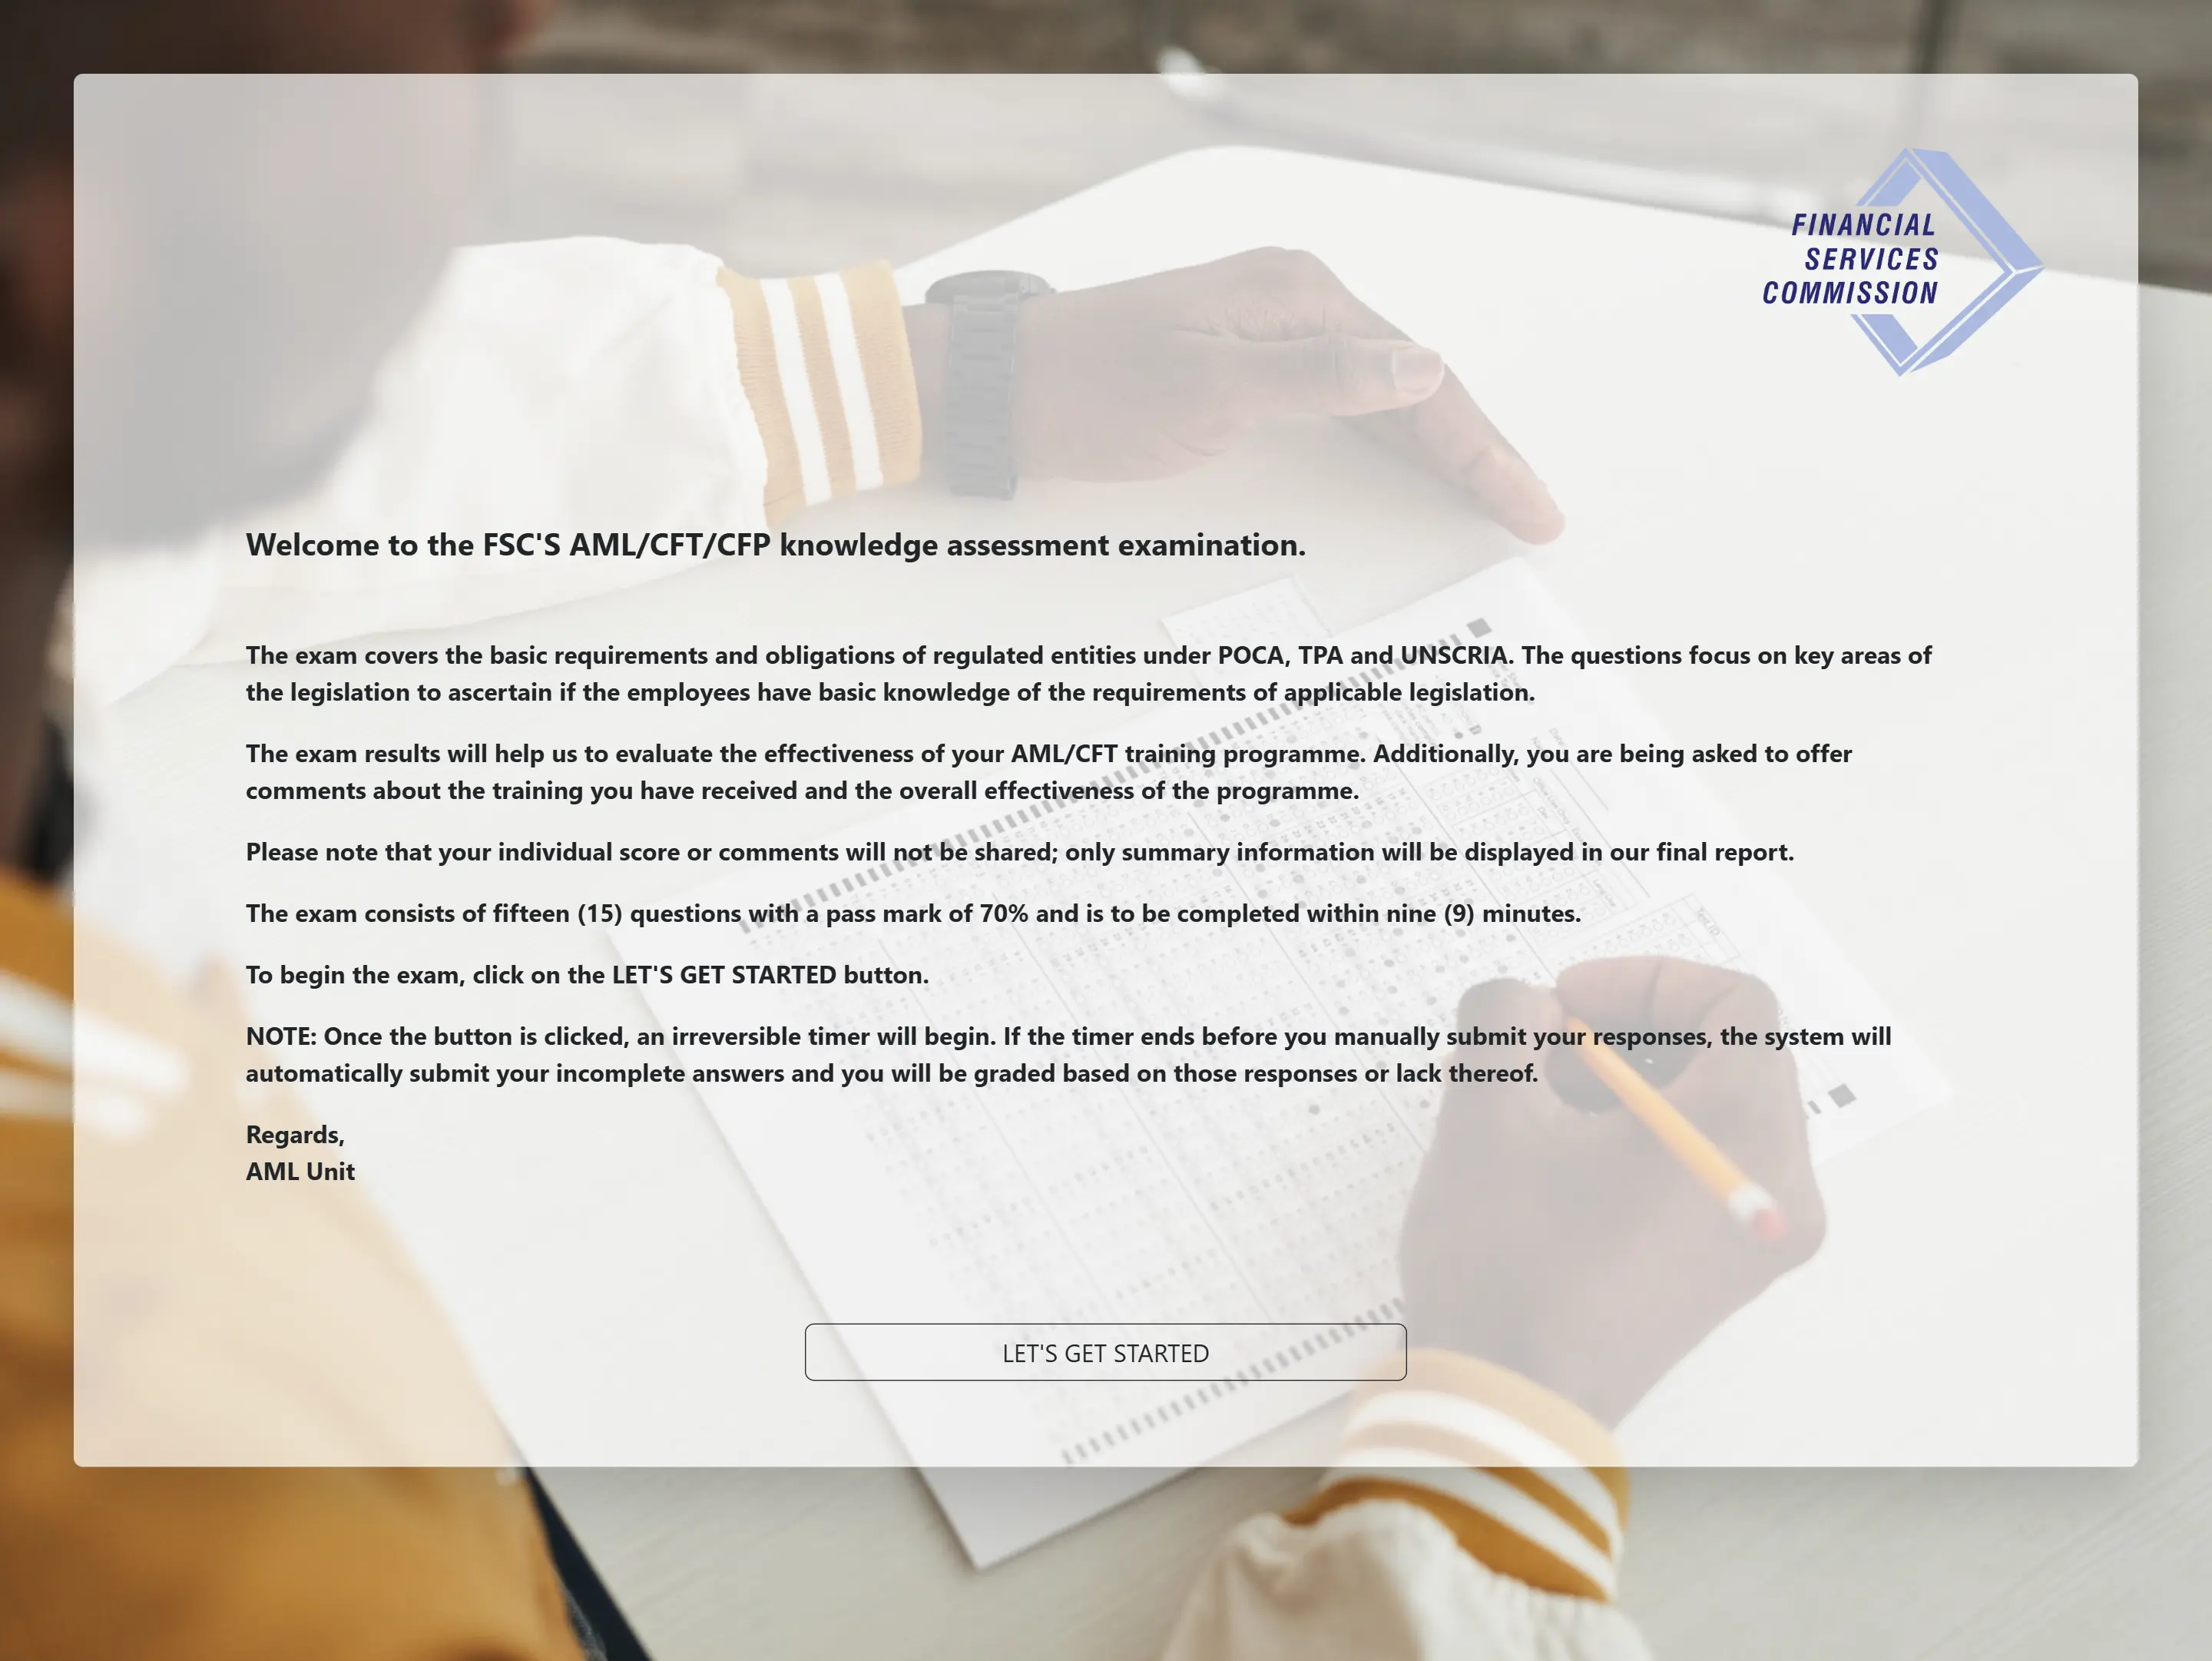 FINANCIAL
SERVICES
COMMISSION
Welcome to the FSC'S AML/CFT/CFP knowledge assessment examination.
The exam covers the basic requirements and obligations of regulated entities under POCA, TPA and UNSCRIA. The questions focus on key areas of
the legislation to ascertain if the employees have basic knowledge of the requirements of applicable legislation.
The exam results will help us to evaluate the effectiveness of your AML/CFT training programme. Additionally, you are being asked to offer
comments about the training you have received and the overall effectiveness of the programme.
Please note that your individual score or comments will not be shared; only summary information will be displayed in our final report.
The exam consists of fifteen (15) questions with a pass mark of 70% and is to be completed within nine (9) minutes.
To begin the exam, click on the LET'S GET STARTED button.
NOTE: Once the button is clicked, an irreversible timer will begin. If the timer ends before you manually submit your responses, the system will
automatically submit your incomplete answers and you will be graded based on those responses or lack thereof.
Regards,
AML Unit
LET'S GET STARTED